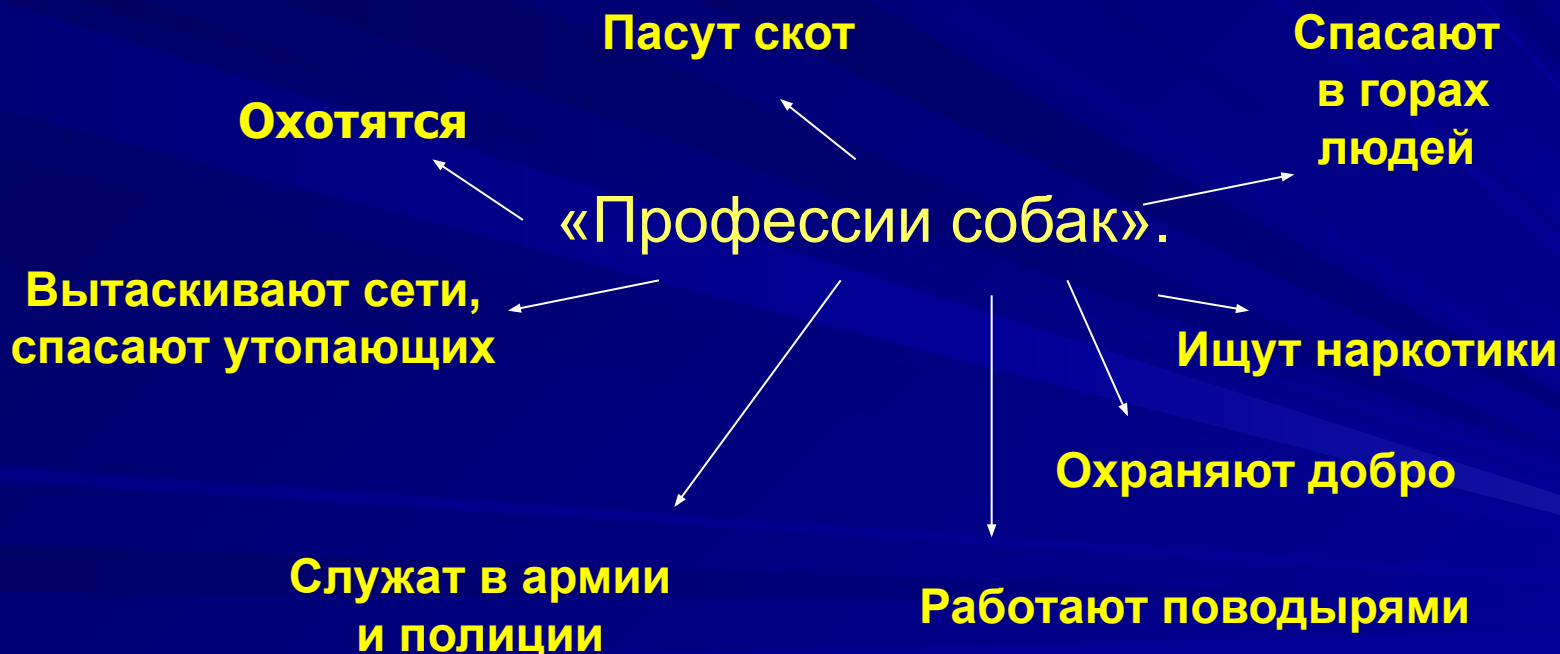 Пасут скот
Спасают
в горах
людей
Охотятся
«Профессии собак».
Вытаскивают сети,
спасают утопающих
Ищут наркотики
Охраняют добро
Служат в армии
и полиции
Работают поводырями